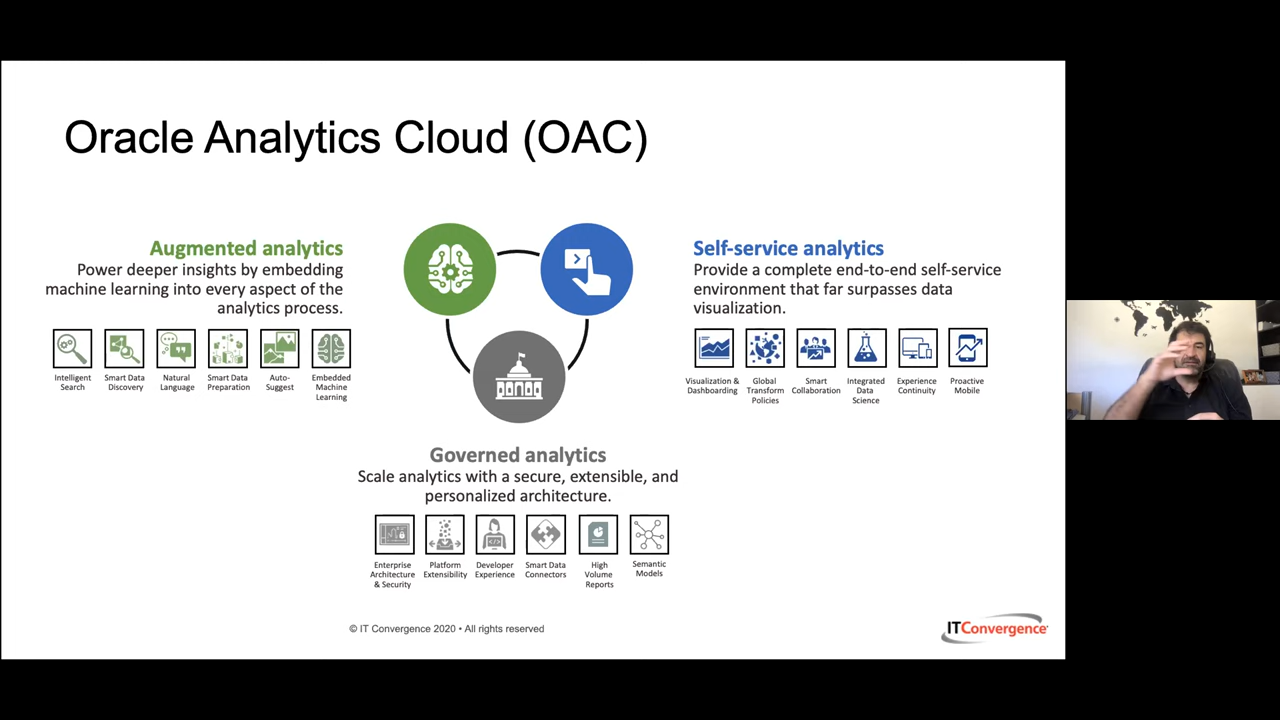 Oracle Analytics Cloud (OAC)
Augmented analytics
Power deeper insights by embedding
machine learning into every aspect of the
analytics process.
Intelligent
Search
Smart Data
Discovery
Natural
Language
Smart Data
Preparation
Auto-
Suggest
Embedded
Machine
Learning
Self-service analytics
Provide a complete end-to-end self-service
environment that far surpasses data
visualization.
Visualization &
Dashboarding
Global
Transform
Policies
Smart
Collaboration
Integrated
Data
Science
Experience
Continuity
Proactive
Mobile
Governed analytics
Scale analytics with a secure, extensible, and
personalized architecture.
Enterprise
Architecture
& Security
Platform
Extensibility
Developer
Experience
Smart Data
Connectors
High
Volume
Reports
Semantic
Models
© IT Convergence 2020 • All rights reserved
ITConvergence